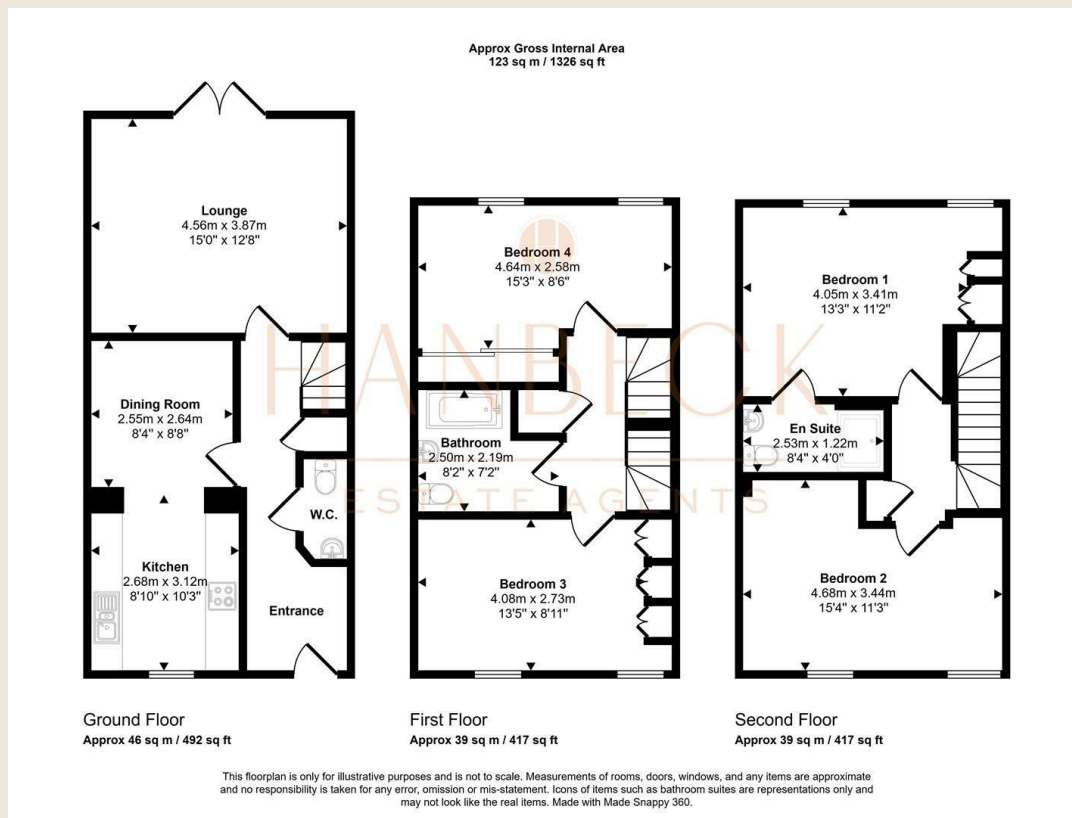 Approx Gross Internal Area
123 sq m / 1326 sq ft
Lounge
4.56m x 3.87m
15'0" x 12'8"
Dining Room
2.55m x 2.64m
8'4" x 8'8"
W.C.
Kitchen
2.68m x 3.12m
8'10" x 10'3"
Entrance
Ground Floor
Approx 46 sq m / 492 sq ft
Bedroom 4
4.64m x 2.58m
15'3" x 8'6"
Bathroom
2.50m x 2.19m
8'2" x 7'2"
Bedroom 3
4.08m x 2.73m
13'5" x 8'11"
First Floor
Approx 39 sq m / 417 sq ft
Bedroom 1
4.05m x 3.41m
13'3" x 11'2"
En Suite
2.53m x 1.22m
8'4" x 4'0"
Bedroom 2
4.68m x 3.44m
15'4" x 11'3"
Second Floor
Approx 39 sq m / 417 sq ft
HANBECK
ESTATE AGENTS
This floorplan is only for illustrative purposes and is not to scale. Measurements of rooms, doors, windows, and any items are approximate
and no responsibility is taken for any error, omission or mis-statement. Icons of items such as bathroom suites are representations only and
may not look like the real items. Made with Made Snappy 360.